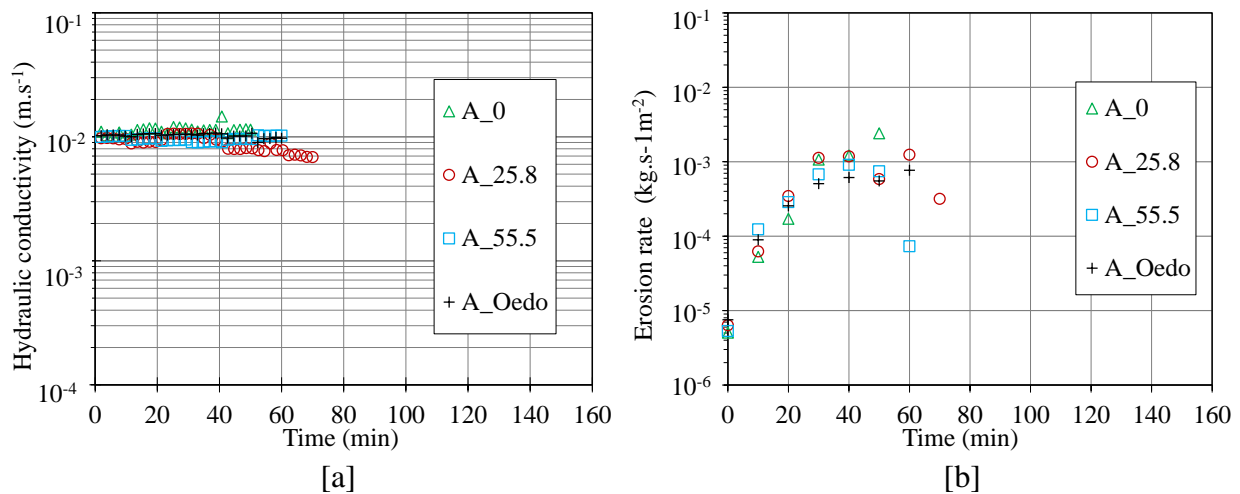 Hydraulic conductivity (m.s⁻¹)
10⁻¹
10⁻²
10⁻³
10⁻⁴
0 20 40 60 80 100 120 140 160
Time (min)
A_0
A_25.8
A_55.5
A_Oedo
[a]
Erosion rate (kg.s-1m⁻²)
10⁻¹
10⁻²
10⁻³
10⁻⁴
10⁻⁵
10⁻⁶
0 20 40 60 80 100 120 140 160
Time (min)
A_0
A_25.8
A_55.5
A_Oedo
[b]